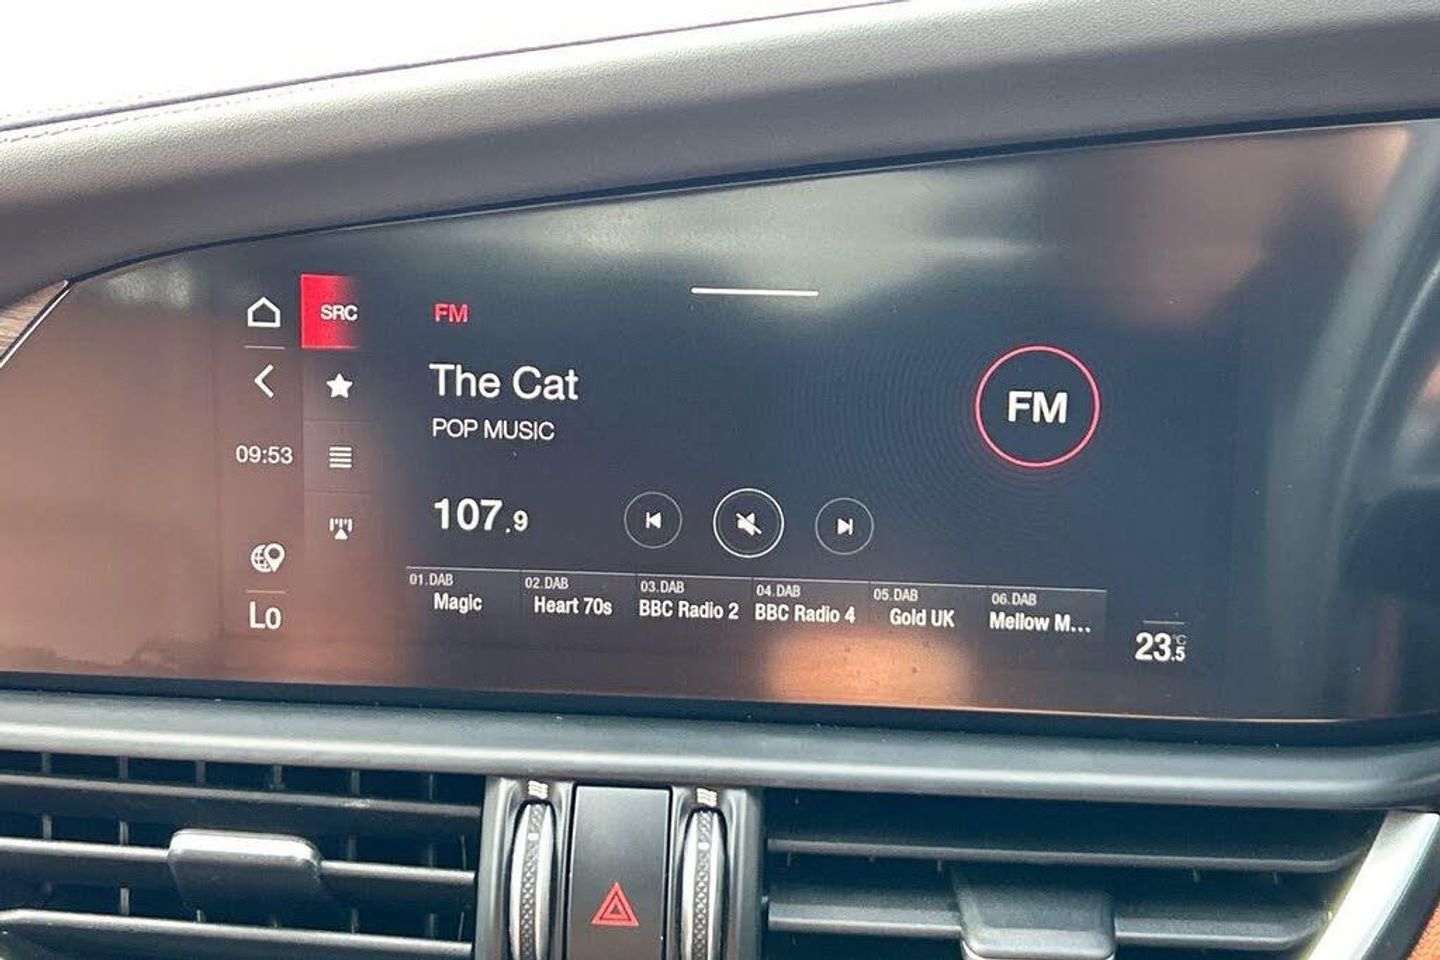 SRC
FM
The Cat
POP MUSIC
FM
09:53
107.9
01.DAB
Magic
02.DAB
Heart 70s
03.DAB
BBC Radio 2
04.DAB
BBC Radio 4
05.DAB
Gold UK
06.DAB
Mellow M...
Lo
23.5°C